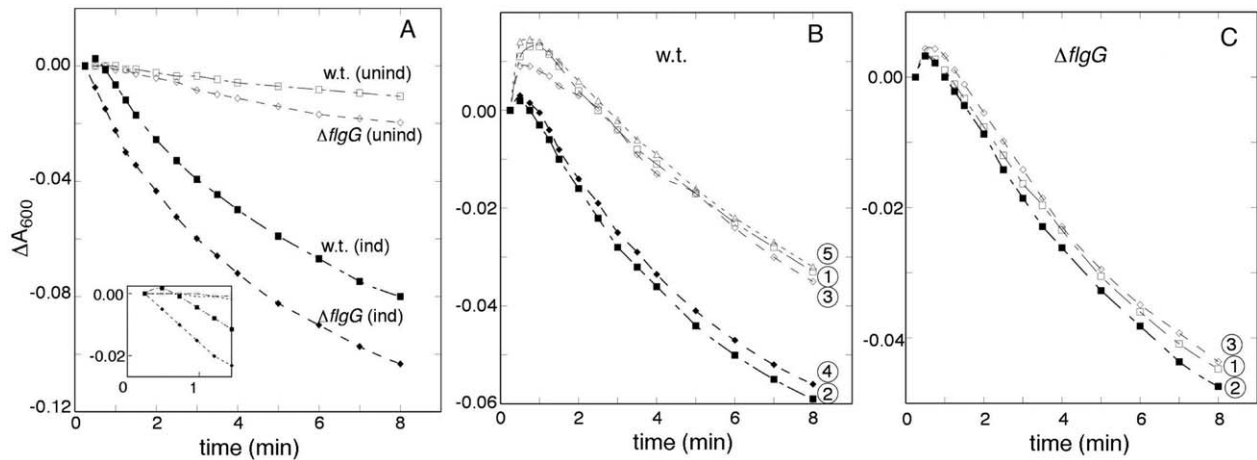 A
0.00
-0.04
-0.08
-0.12
ΔA600
w.t. (unind)
ΔflgG (unind)
w.t. (ind)
ΔflgG (ind)
0.00
-0.02
0
1
0
2
4
6
8
time (min)
B
w.t.
0.00
-0.02
-0.04
-0.06
5
1
3
4
2
0
2
4
6
8
time (min)
C
ΔflgG
0.00
-0.02
-0.04
3
1
2
0
2
4
6
8
time (min)